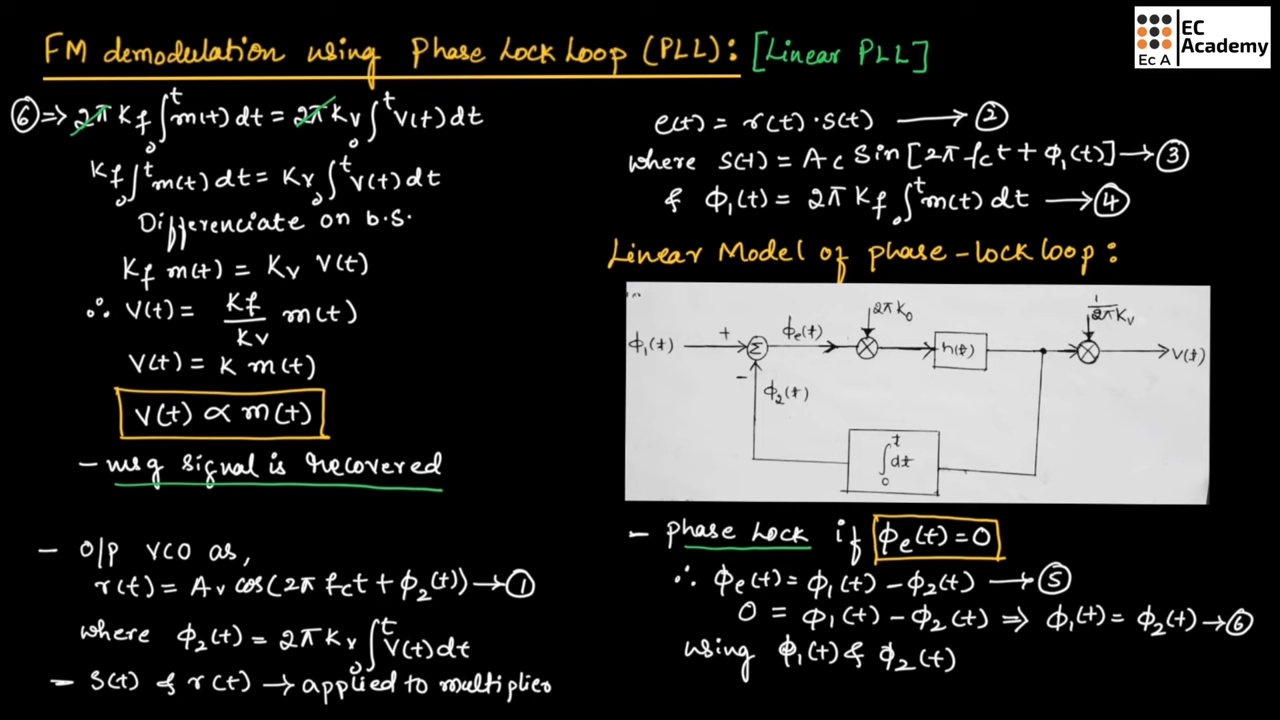 FM demodulation using Phase Lock Loop (PLL): [Linear PLL]
EC Academy
Ec A
⑥ ⇒ 2π Kf ∫₀ᵗ m(t) dt = 2π Kv ∫₀ᵗ v(t) dt
Kf ∫₀ᵗ m(t) dt = Kv ∫₀ᵗ v(t) dt
Differenciate on b.s.
Kf m(t) = Kv v(t)
∴ v(t) = Kf/Kv m(t)
v(t) = K m(t)
v(t) ∝ m(t)
- msg signal is recovered
- O/p VCO as,
r(t) = Av cos(2π fct + ϕ2(t)) → ①
where ϕ2(t) = 2π Kv ∫₀ᵗ v(t) dt
- S(t) & r(t) → applied to multiplier
e(t) = r(t) · s(t) → ②
where s(t) = Ac Sin [2π fct + ϕ1(t)] → ③
& ϕ1(t) = 2π Kf ∫₀ᵗ m(t) dt → ④
Linear Model of phase-lock loop:
2πK0
1/2πKv
ϕ1(t) + Σ ϕe(t) h(t) v(t)
- ϕ2(t)
∫₀ᵗ dt
- Phase Lock if ϕe(t) = 0
∴ ϕe(t) = ϕ1(t) - ϕ2(t) → ⑤
0 = ϕ1(t) - ϕ2(t) ⇒ ϕ1(t) = ϕ2(t) → ⑥
using ϕ1(t) & ϕ2(t)